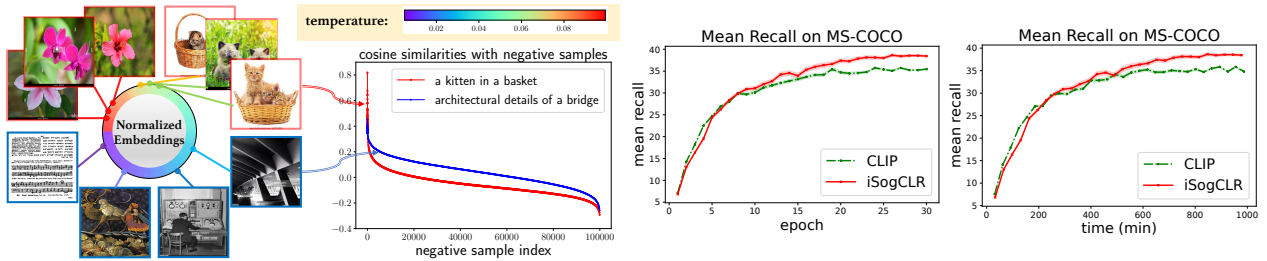 temperature:
0.02 0.04 0.06 0.08
Normalized
Embeddings
cosine similarities with negative samples
a kitten in a basket
architectural details of a bridge
0.8
0.6
0.4
0.2
0.0
−0.2
−0.4
0 20000 40000 60000 80000 100000
negative sample index
Mean Recall on MS-COCO
mean recall
40
35
30
25
20
15
10
5
CLIP
iSogCLR
0 5 10 15 20 25 30
epoch
Mean Recall on MS-COCO
mean recall
40
35
30
25
20
15
10
5
CLIP
iSogCLR
0 200 400 600 800 1000
time (min)